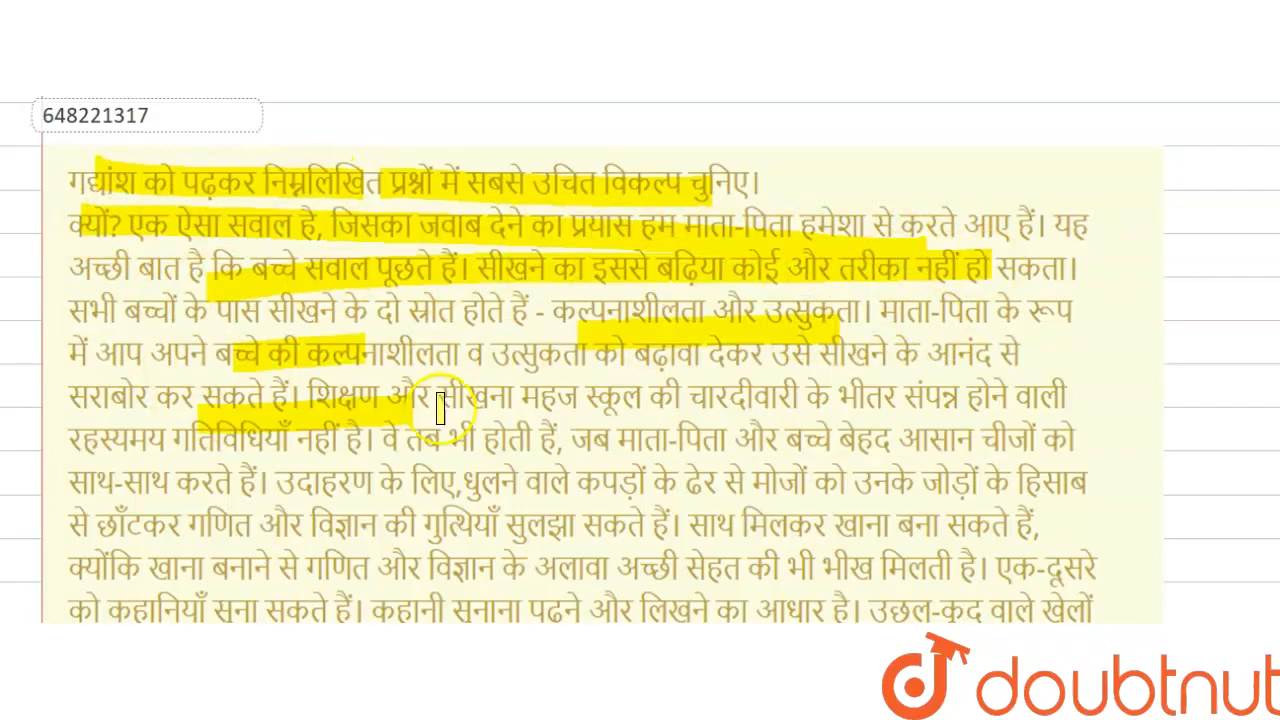 648221317
गद्यांश को पढ़कर निम्नलिखित प्रश्नों में सबसे उचित विकल्प चुनिए।
क्यों? एक ऐसा सवाल है, जिसका जवाब देने का प्रयास हम माता-पिता हमेशा से करते आए हैं। यह
अच्छी बात है कि बच्चे सवाल पूछते हैं। सीखने का इससे बढ़िया कोई और तरीका नहीं हो सकता।
सभी बच्चों के पास सीखने के दो स्रोत होते हैं - कल्पनाशीलता और उत्सुकता। माता-पिता के रूप
में आप अपने बच्चे की कल्पनाशीलता व उत्सुकता को बढ़ावा देकर उसे सीखने के आनंद से
सराबोर कर सकते हैं। शिक्षण और सीखना महज स्कूल की चारदीवारी के भीतर संपन्न होने वाली
रहस्यमय गतिविधियाँ नहीं है। वे तब भी होती हैं, जब माता-पिता और बच्चे बेहद आसान चीजों को
साथ-साथ करते हैं। उदाहरण के लिए,धुलने वाले कपड़ों के ढेर से मोजों को उनके जोड़ों के हिसाब
से छाँटकर गणित और विज्ञान की गुत्थियाँ सुलझा सकते हैं। साथ मिलकर खाना बना सकते हैं,
क्योंकि खाना बनाने से गणित और विज्ञान के अलावा अच्छी सेहत की भी भीख मिलती है। एक-दूसरे
को कहानियाँ सुना सकते हैं। कहानी सुनाना पढ़ने और लिखने का आधार है। उछल-कूद वाले खेलों
doubtnut